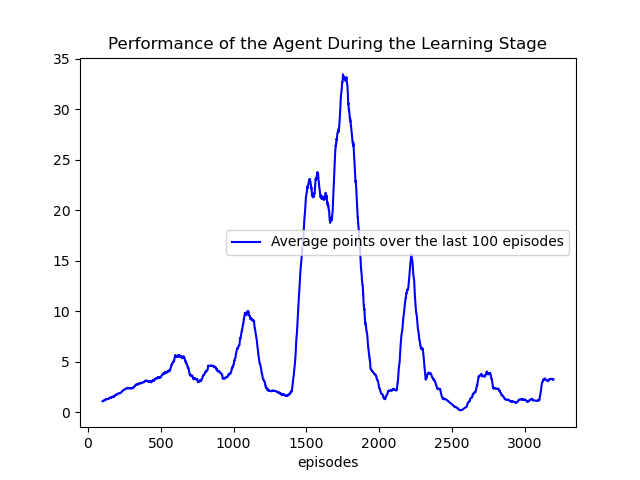 Performance of the Agent During the Learning Stage
35
30
25
20
15
10
5
0
Average points over the last 100 episodes
0 500 1000 1500 2000 2500 3000
episodes